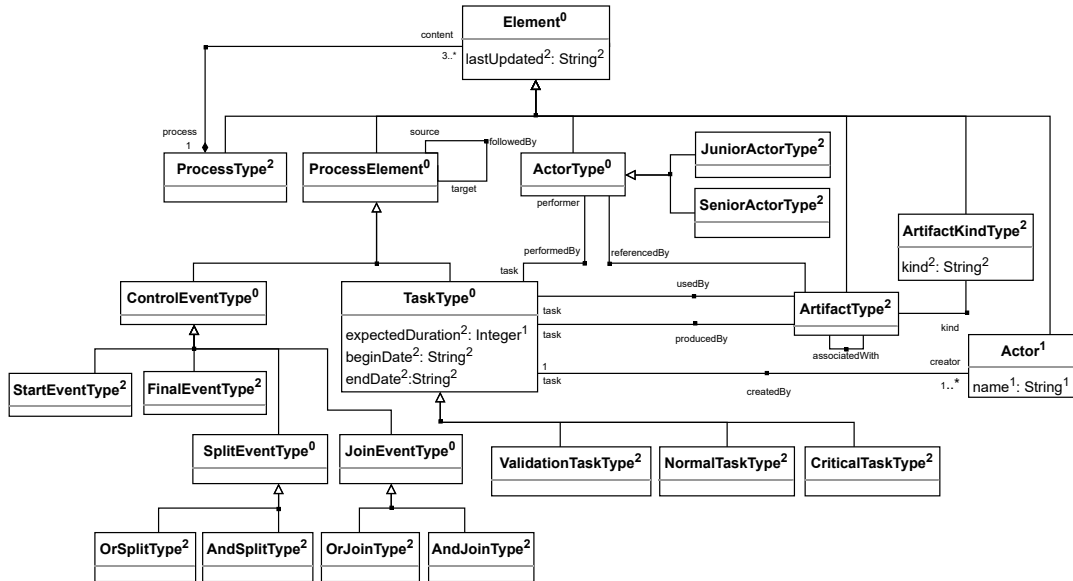 Element⁰
content
3..*
lastUpdated²: String²
process
1
source
followedBy
target
ProcessType²
ProcessElement⁰
ActorType⁰
performer
JuniorActorType²
SeniorActorType²
ArtifactKindType²
kind²: String²
performedBy
referencedBy
task
ControlEventType⁰
TaskType⁰
expectedDuration²: Integer¹
beginDate²: String²
endDate²:String²
usedBy
task
task
producedBy
ArtifactType²
associatedWith
kind
1
task
createdBy
creator
1..*
Actor¹
name¹: String¹
StartEventType²
FinalEventType²
SplitEventType⁰
JoinEventType⁰
ValidationTaskType²
NormalTaskType²
CriticalTaskType²
OrSplitType²
AndSplitType²
OrJoinType²
AndJoinType²